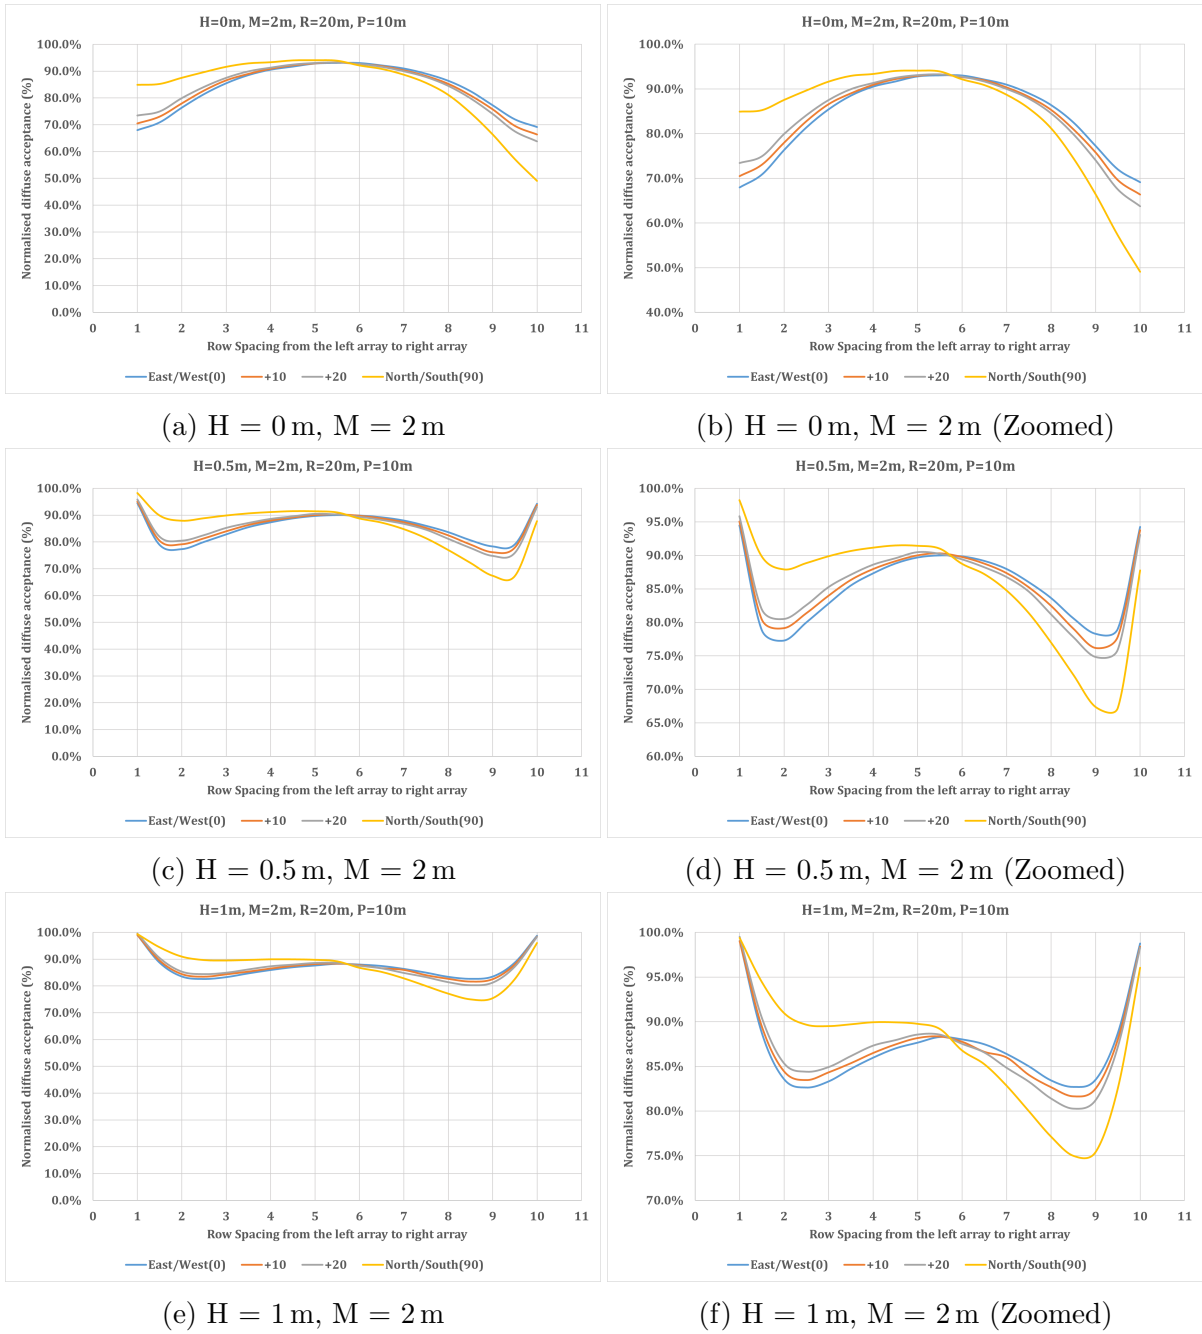 H=0m, M=2m, R=20m, P=10m
Normalised diffuse acceptance (%)
100.0%
90.0%
80.0%
70.0%
60.0%
50.0%
40.0%
30.0%
20.0%
10.0%
0.0%
0 1 2 3 4 5 6 7 8 9 10 11
Row Spacing from the left array to right array
East/West(0) +10 +20 North/South(90)
(a) H = 0 m, M = 2 m
H=0m, M=2m, R=20m, P=10m
Normalised diffuse acceptance (%)
100.0%
90.0%
80.0%
70.0%
60.0%
50.0%
40.0%
0 1 2 3 4 5 6 7 8 9 10 11
Row Spacing from the left array to right array
East/West(0) +10 +20 North/South(90)
(b) H = 0 m, M = 2 m (Zoomed)
H=0.5m, M=2m, R=20m, P=10m
Normalised diffuse acceptance (%)
100.0%
90.0%
80.0%
70.0%
60.0%
50.0%
40.0%
30.0%
20.0%
10.0%
0.0%
0 1 2 3 4 5 6 7 8 9 10 11
Row Spacing from the left array to right array
East/West(0) +10 +20 North/South(90)
(c) H = 0.5 m, M = 2 m
H=0.5m, M=2m, R=20m, P=10m
Normalised diffuse acceptance (%)
100.0%
95.0%
90.0%
85.0%
80.0%
75.0%
70.0%
65.0%
60.0%
0 1 2 3 4 5 6 7 8 9 10 11
Row Spacing from the left array to right array
East/West(0) +10 +20 North/South(90)
(d) H = 0.5 m, M = 2 m (Zoomed)
H=1m, M=2m, R=20m, P=10m
Normalised diffuse acceptance (%)
100.0%
90.0%
80.0%
70.0%
60.0%
50.0%
40.0%
30.0%
20.0%
10.0%
0.0%
0 1 2 3 4 5 6 7 8 9 10 11
Row Spacing from the left array to right array
East/West(0) +10 +20 North/South(90)
(e) H = 1 m, M = 2 m
H=1m, M=2m, R=20m, P=10m
Normalised diffuse acceptance (%)
100.0%
95.0%
90.0%
85.0%
80.0%
75.0%
70.0%
0 1 2 3 4 5 6 7 8 9 10 11
Row Spacing from the left array to right array
East/West(0) +10 +20 North/South(90)
(f) H = 1 m, M = 2 m (Zoomed)